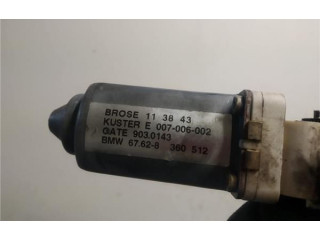 BROSE 11 38 43
KUSTER E 007-006-002
GATE 903.0143
BMW 67.62-8 360 512